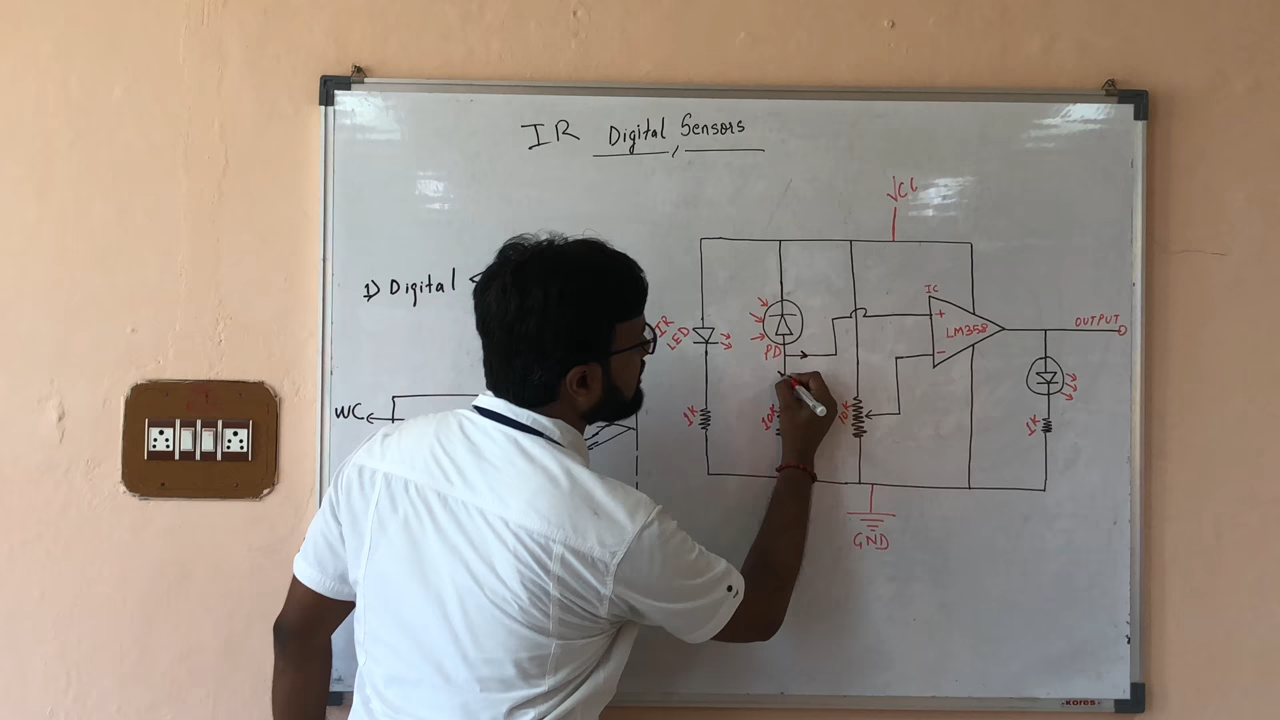 IR Digital Sensors
VCC
1) Digital
IC
IR
LED
+
LM358
OUTPUT
PD
-
WC
1K
10K
10K
1K
GND
kores